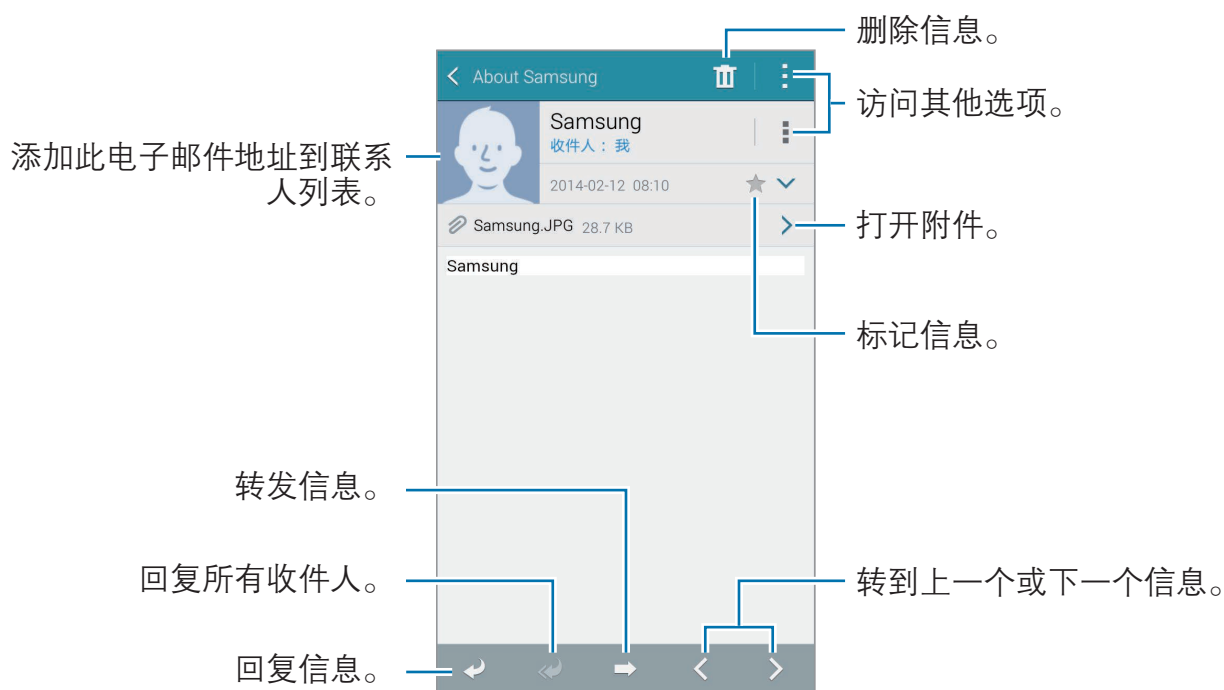 删除信息。
About Samsung
访问其他选项。
Samsung
收件人：我
添加此电子邮件地址到联系
人列表。
2014-02-12 08:10
Samsung.JPG 28.7 KB
打开附件。
Samsung
标记信息。
转发信息。
回复所有收件人。
转到上一个或下一个信息。
回复信息。